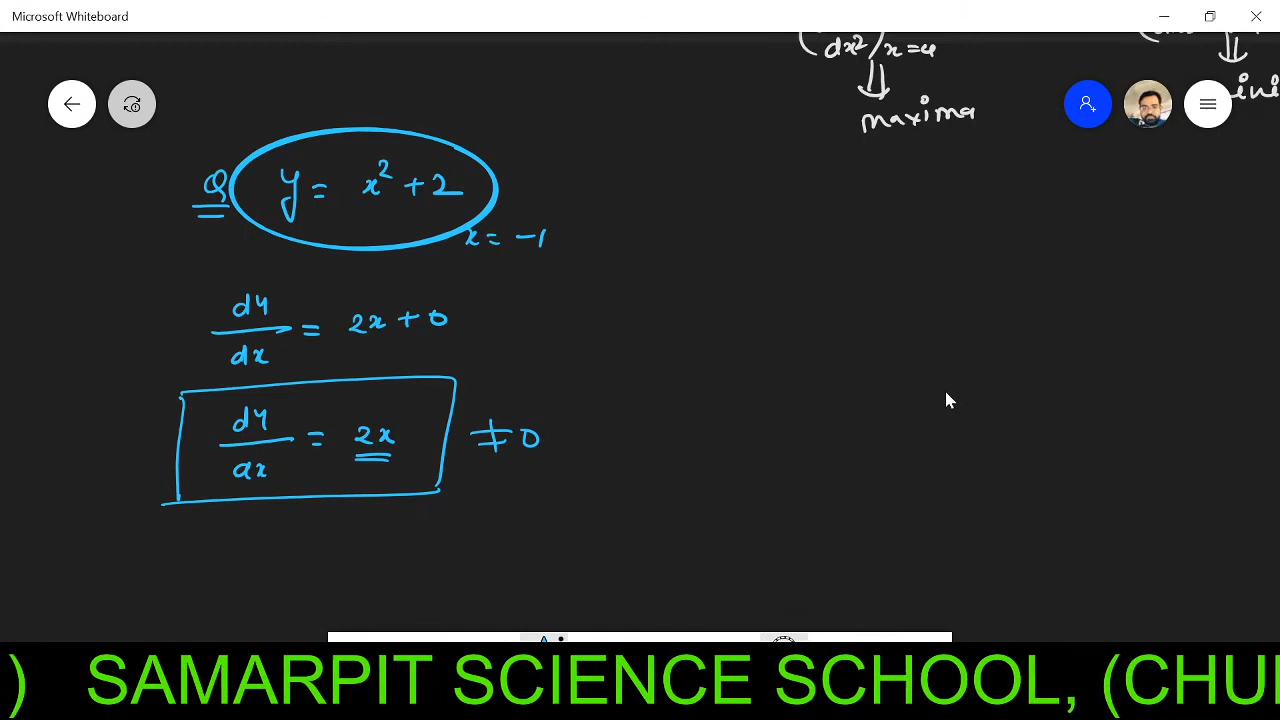 Microsoft Whiteboard
dx2)x=4
maxima
Q y = x² + 2
x = -1
dy/dx = 2x + 0
dy/dx = 2x ≠ 0
) SAMARPIT SCIENCE SCHOOL, (CHU